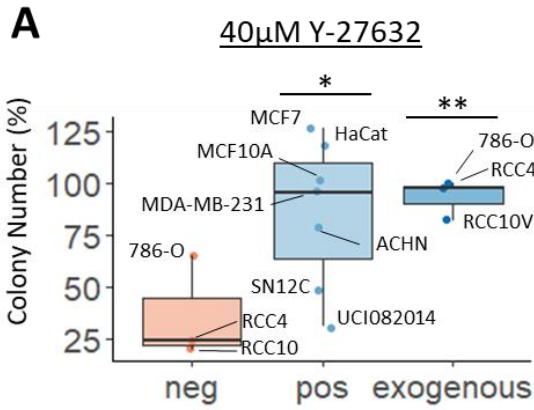 A
40µM Y-27632
*
**
Colony Number (%)
125
100
75
50
25
MCF7
HaCat
MCF10A
MDA-MB-231
786-O
ACHN
SN12C
UCI082014
RCC4
RCC10
786-O
RCC4
RCC10V
neg
pos
exogenous